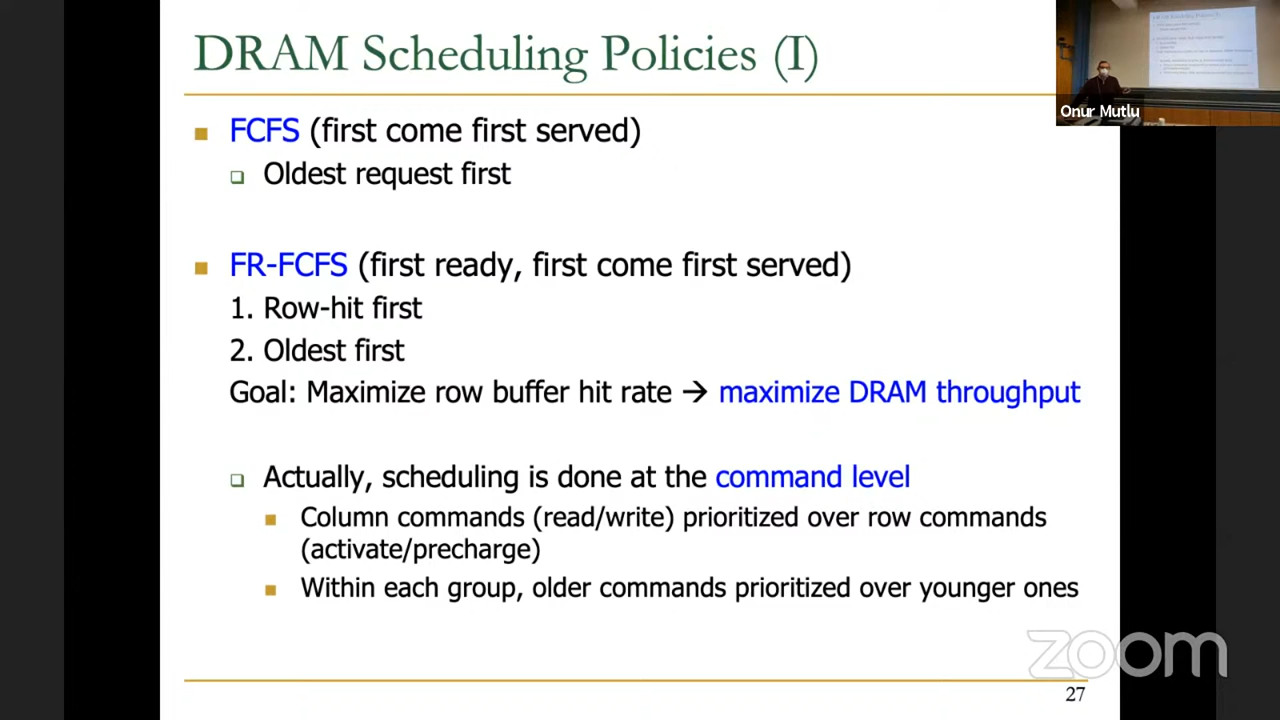 DRAM Scheduling Policies (I)
Onur Mutlu
FCFS (first come first served)
Oldest request first
FR-FCFS (first ready, first come first served)
1. Row-hit first
2. Oldest first
Goal: Maximize row buffer hit rate → maximize DRAM throughput
Actually, scheduling is done at the command level
Column commands (read/write) prioritized over row commands
(activate/precharge)
Within each group, older commands prioritized over younger ones
zoom
27